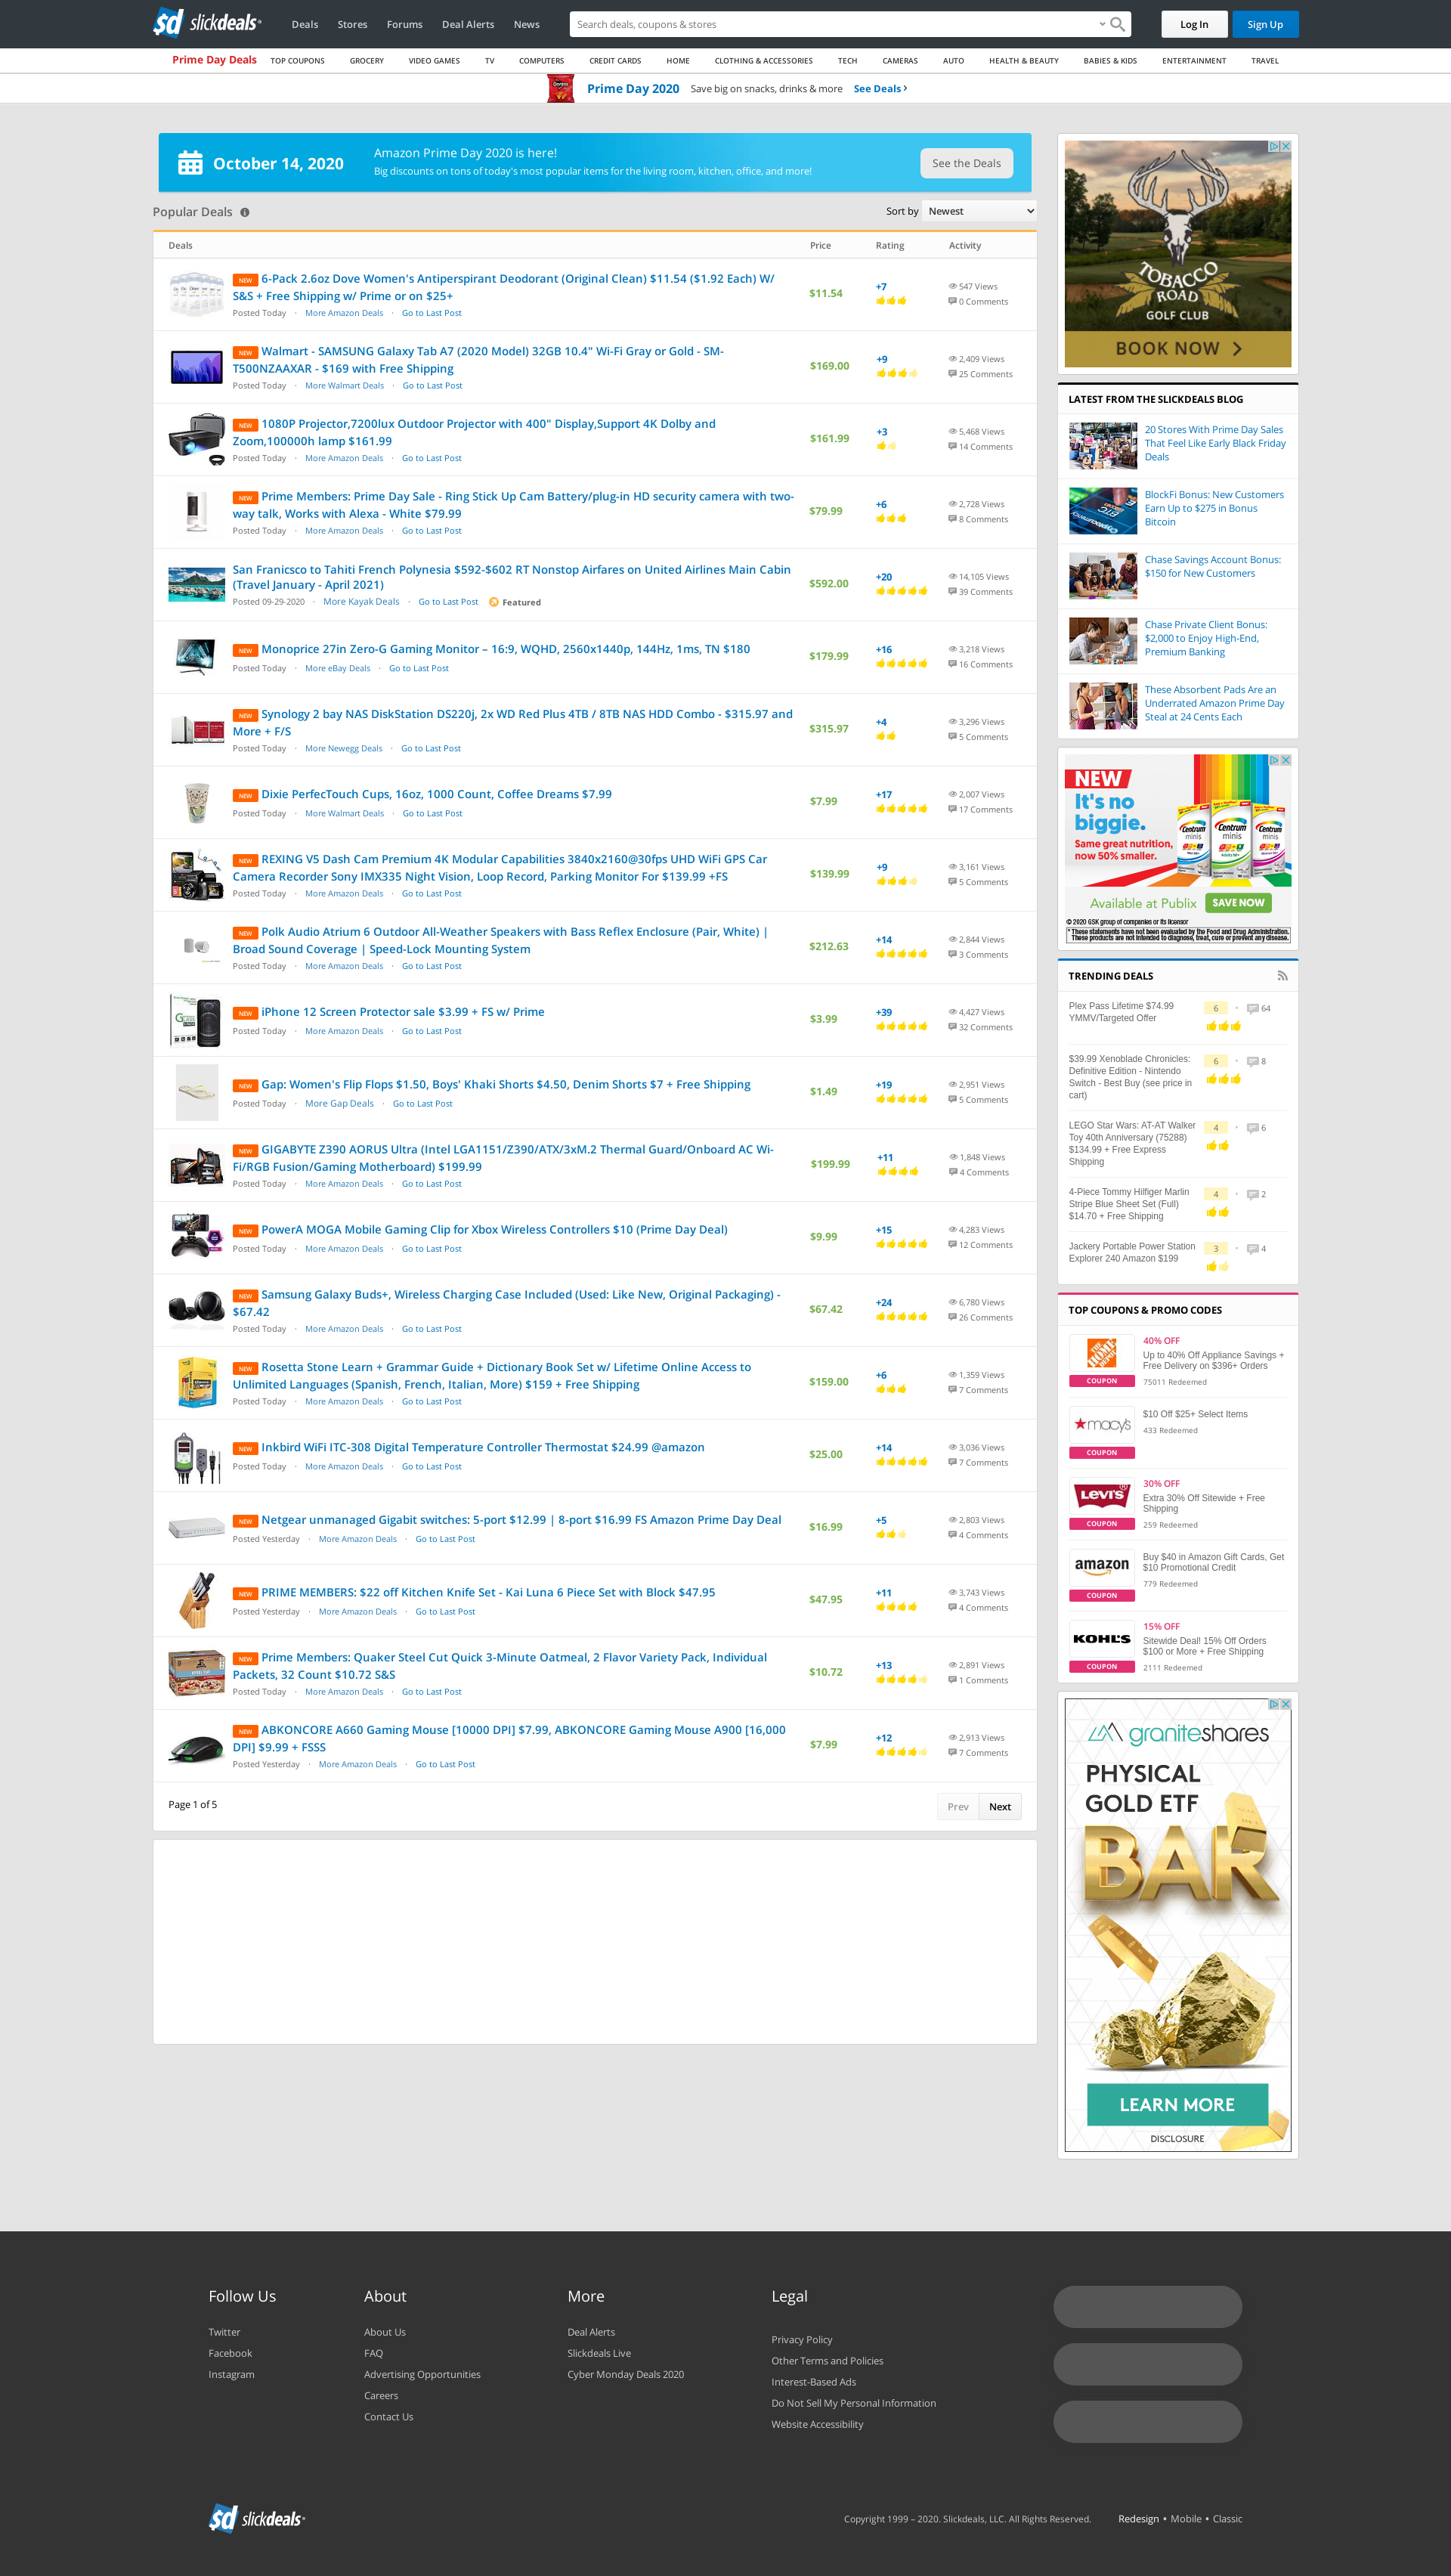 sd slickdeals
Deals Stores Forums Deal Alerts News
Search deals, coupons & stores
Log In Sign Up
Prime Day Deals TOP COUPONS GROCERY VIDEO GAMES TV COMPUTERS CREDIT CARDS HOME CLOTHING & ACCESSORIES TECH CAMERAS AUTO HEALTH & BEAUTY BABIES & KIDS ENTERTAINMENT TRAVEL
Prime Day 2020 Save big on snacks, drinks & more See Deals
October 14, 2020
Amazon Prime Day 2020 is here!
Big discounts on tons of today's most popular items for the living room, kitchen, office, and more!
See the Deals
Popular Deals
Sort by Newest
Deals Price Rating Activity
NEW 6-Pack 2.6oz Dove Women's Antiperspirant Deodorant (Original Clean) $11.54 ($1.92 Each) W/
S&S + Free Shipping w/ Prime or on $25+
Posted Today · More Amazon Deals · Go to Last Post
$11.54
+7
547 Views
0 Comments
NEW Walmart - SAMSUNG Galaxy Tab A7 (2020 Model) 32GB 10.4" Wi-Fi Gray or Gold - SM-
T500NZAAXAR - $169 with Free Shipping
Posted Today · More Walmart Deals · Go to Last Post
$169.00
+9
2,409 Views
25 Comments
NEW 1080P Projector,7200lux Outdoor Projector with 400" Display,Support 4K Dolby and
Zoom,100000h lamp $161.99
Posted Today · More Amazon Deals · Go to Last Post
$161.99
+3
5,468 Views
14 Comments
NEW Prime Members: Prime Day Sale - Ring Stick Up Cam Battery/plug-in HD security camera with two-
way talk, Works with Alexa - White $79.99
Posted Today · More Amazon Deals · Go to Last Post
$79.99
+6
2,728 Views
8 Comments
San Franicsco to Tahiti French Polynesia $592-$602 RT Nonstop Airfares on United Airlines Main Cabin
(Travel January - April 2021)
Posted 09-29-2020 · More Kayak Deals · Go to Last Post Featured
$592.00
+20
14,105 Views
39 Comments
NEW Monoprice 27in Zero-G Gaming Monitor – 16:9, WQHD, 2560x1440p, 144Hz, 1ms, TN $180
Posted Today · More eBay Deals · Go to Last Post
$179.99
+16
3,218 Views
16 Comments
NEW Synology 2 bay NAS DiskStation DS220j, 2x WD Red Plus 4TB / 8TB NAS HDD Combo - $315.97 and
More + F/S
Posted Today · More Newegg Deals · Go to Last Post
$315.97
+4
3,296 Views
5 Comments
NEW Dixie PerfecTouch Cups, 16oz, 1000 Count, Coffee Dreams $7.99
Posted Today · More Walmart Deals · Go to Last Post
$7.99
+17
2,007 Views
17 Comments
NEW REXING V5 Dash Cam Premium 4K Modular Capabilities 3840x2160@30fps UHD WiFi GPS Car
Camera Recorder Sony IMX335 Night Vision, Loop Record, Parking Monitor For $139.99 +FS
Posted Today · More Amazon Deals · Go to Last Post
$139.99
+9
3,161 Views
5 Comments
NEW Polk Audio Atrium 6 Outdoor All-Weather Speakers with Bass Reflex Enclosure (Pair, White) |
Broad Sound Coverage | Speed-Lock Mounting System
Posted Today · More Amazon Deals · Go to Last Post
$212.63
+14
2,844 Views
3 Comments
NEW iPhone 12 Screen Protector sale $3.99 + FS w/ Prime
Posted Today · More Amazon Deals · Go to Last Post
$3.99
+39
4,427 Views
32 Comments
NEW Gap: Women's Flip Flops $1.50, Boys' Khaki Shorts $4.50, Denim Shorts $7 + Free Shipping
Posted Today · More Gap Deals · Go to Last Post
$1.49
+19
2,951 Views
5 Comments
NEW GIGABYTE Z390 AORUS Ultra (Intel LGA1151/Z390/ATX/3xM.2 Thermal Guard/Onboard AC Wi-
Fi/RGB Fusion/Gaming Motherboard) $199.99
Posted Today · More Amazon Deals · Go to Last Post
$199.99
+11
1,848 Views
4 Comments
NEW PowerA MOGA Mobile Gaming Clip for Xbox Wireless Controllers $10 (Prime Day Deal)
Posted Today · More Amazon Deals · Go to Last Post
$9.99
+15
4,283 Views
12 Comments
NEW Samsung Galaxy Buds+, Wireless Charging Case Included (Used: Like New, Original Packaging) -
$67.42
Posted Today · More Amazon Deals · Go to Last Post
$67.42
+24
6,780 Views
26 Comments
NEW Rosetta Stone Learn + Grammar Guide + Dictionary Book Set w/ Lifetime Online Access to
Unlimited Languages (Spanish, French, Italian, More) $159 + Free Shipping
Posted Today · More Amazon Deals · Go to Last Post
$159.00
+6
1,359 Views
7 Comments
NEW Inkbird WiFi ITC-308 Digital Temperature Controller Thermostat $24.99 @amazon
Posted Today · More Amazon Deals · Go to Last Post
$25.00
+14
3,036 Views
7 Comments
NEW Netgear unmanaged Gigabit switches: 5-port $12.99 | 8-port $16.99 FS Amazon Prime Day Deal
Posted Yesterday · More Amazon Deals · Go to Last Post
$16.99
+5
2,803 Views
4 Comments
NEW PRIME MEMBERS: $22 off Kitchen Knife Set - Kai Luna 6 Piece Set with Block $47.95
Posted Yesterday · More Amazon Deals · Go to Last Post
$47.95
+11
3,743 Views
4 Comments
NEW Prime Members: Quaker Steel Cut Quick 3-Minute Oatmeal, 2 Flavor Variety Pack, Individual
Packets, 32 Count $10.72 S&S
Posted Today · More Amazon Deals · Go to Last Post
$10.72
+13
2,891 Views
1 Comments
NEW ABKONCORE A660 Gaming Mouse [10000 DPI] $7.99, ABKONCORE Gaming Mouse A900 [16,000
DPI] $9.99 + FSSS
Posted Yesterday · More Amazon Deals · Go to Last Post
$7.99
+12
2,913 Views
7 Comments
Page 1 of 5
Prev Next
TOBACCO
ROAD
GOLF CLUB
BOOK NOW
LATEST FROM THE SLICKDEALS BLOG
20 Stores With Prime Day Sales
That Feel Like Early Black Friday
Deals
BlockFi Bonus: New Customers
Earn Up to $275 in Bonus
Bitcoin
Chase Savings Account Bonus:
$150 for New Customers
Chase Private Client Bonus:
$2,000 to Enjoy High-End,
Premium Banking
These Absorbent Pads Are an
Underrated Amazon Prime Day
Steal at 24 Cents Each
NEW
It's no
biggie.
Same great nutrition,
now 50% smaller.
Centrum minis
Centrum minis
Centrum minis
Available at Publix SAVE NOW
© 2020 GSK group of companies or its licensor
* These statements have not been evaluated by the Food and Drug Administration.
These products are not intended to diagnose, treat, cure or prevent any disease.
TRENDING DEALS
Plex Pass Lifetime $74.99
YMMV/Targeted Offer
6 • 64
$39.99 Xenoblade Chronicles:
Definitive Edition - Nintendo
Switch - Best Buy (see price in
cart)
6 • 8
LEGO Star Wars: AT-AT Walker
Toy 40th Anniversary (75288)
$134.99 + Free Express
Shipping
4 • 6
4-Piece Tommy Hilfiger Marlin
Stripe Blue Sheet Set (Full)
$14.70 + Free Shipping
4 • 2
Jackery Portable Power Station
Explorer 240 Amazon $199
3 • 4
TOP COUPONS & PROMO CODES
COUPON
40% OFF
Up to 40% Off Appliance Savings +
Free Delivery on $396+ Orders
75011 Redeemed
macy's
COUPON
$10 Off $25+ Select Items
433 Redeemed
LEVI'S
COUPON
30% OFF
Extra 30% Off Sitewide + Free
Shipping
259 Redeemed
amazon
COUPON
Buy $40 in Amazon Gift Cards, Get
$10 Promotional Credit
779 Redeemed
KOHL'S
COUPON
15% OFF
Sitewide Deal! 15% Off Orders
$100 or More + Free Shipping
2111 Redeemed
graniteshares
PHYSICAL
GOLD ETF
BAR
LEARN MORE
DISCLOSURE
Follow Us
Twitter
Facebook
Instagram
About
About Us
FAQ
Advertising Opportunities
Careers
Contact Us
More
Deal Alerts
Slickdeals Live
Cyber Monday Deals 2020
Legal
Privacy Policy
Other Terms and Policies
Interest-Based Ads
Do Not Sell My Personal Information
Website Accessibility
sd slickdeals
Copyright 1999 – 2020. Slickdeals, LLC. All Rights Reserved.
Redesign • Mobile • Classic